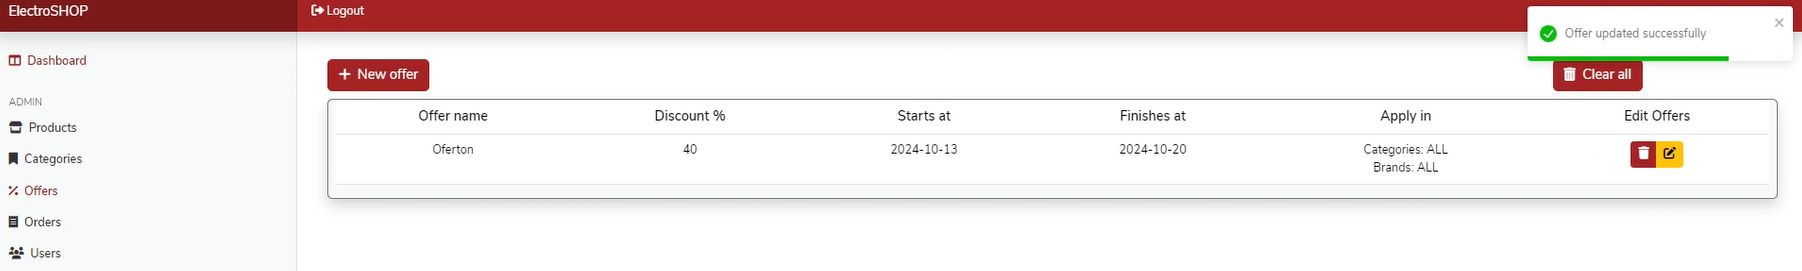 ElectroSHOP
Logout
Offer updated successfully
×
Dashboard
New offer
Clear all
ADMIN
Products
Categories
Offers
Orders
Users
Offer name Discount % Starts at Finishes at Apply in Edit Offers
Oferton 40 2024-10-13 2024-10-20 Categories: ALL
Brands: ALL